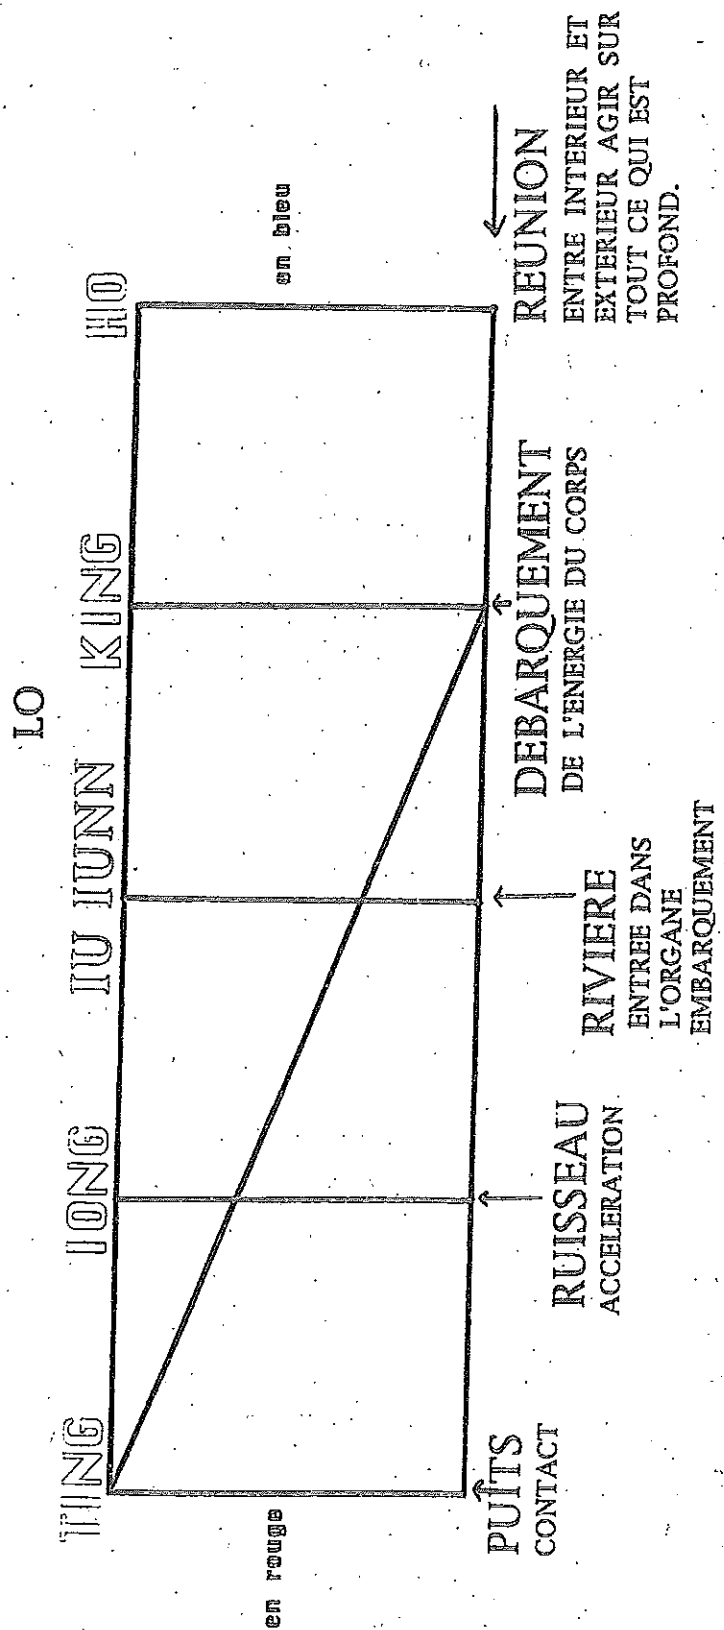 LO
TING
IONG
IU IUNN
KING
HO
en rouge
en bleu
PUITS
CONTACT
RUISSEAU
ACCELERATION
RIVIERE
ENTREE DANS
L'ORGANE
EMBARQUEMENT
DEBARQUEMENT
DE L'ENERGIE DU CORPS
REUNION
ENTRE INTERIEUR ET
EXTERIEUR AGIR SUR
TOUT CE QUI EST
PROFOND.